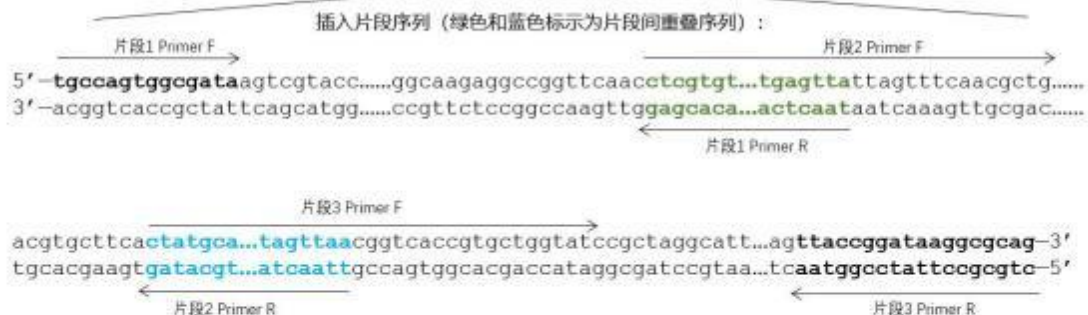 插入片段序列（绿色和蓝色标示为片段间重叠序列）：
片段1 Primer F
片段2 Primer F
5′—tgccagtggcgataagtcgtacc……ggcaagaggccggttcaacctcgtgt…tgagttattagtttcaacgctg……
3′—acggtcaccgctattcagcatgg……ccgttctccggccaagttggagcaca…actcaataatcaaagttgcgac……
片段1 Primer R
片段3 Primer F
acgtgcttcactatgca…tagttaacggtcaccgtgctggtatccgctaggcatt…agttaccggataaggcgcag—3′
tgcacgaagtgatacgt…atcaattgccagtggcacgaccataggcgatccgtaa…tcaatggcctattccgcgtc—5′
片段2 Primer R
片段3 Primer R